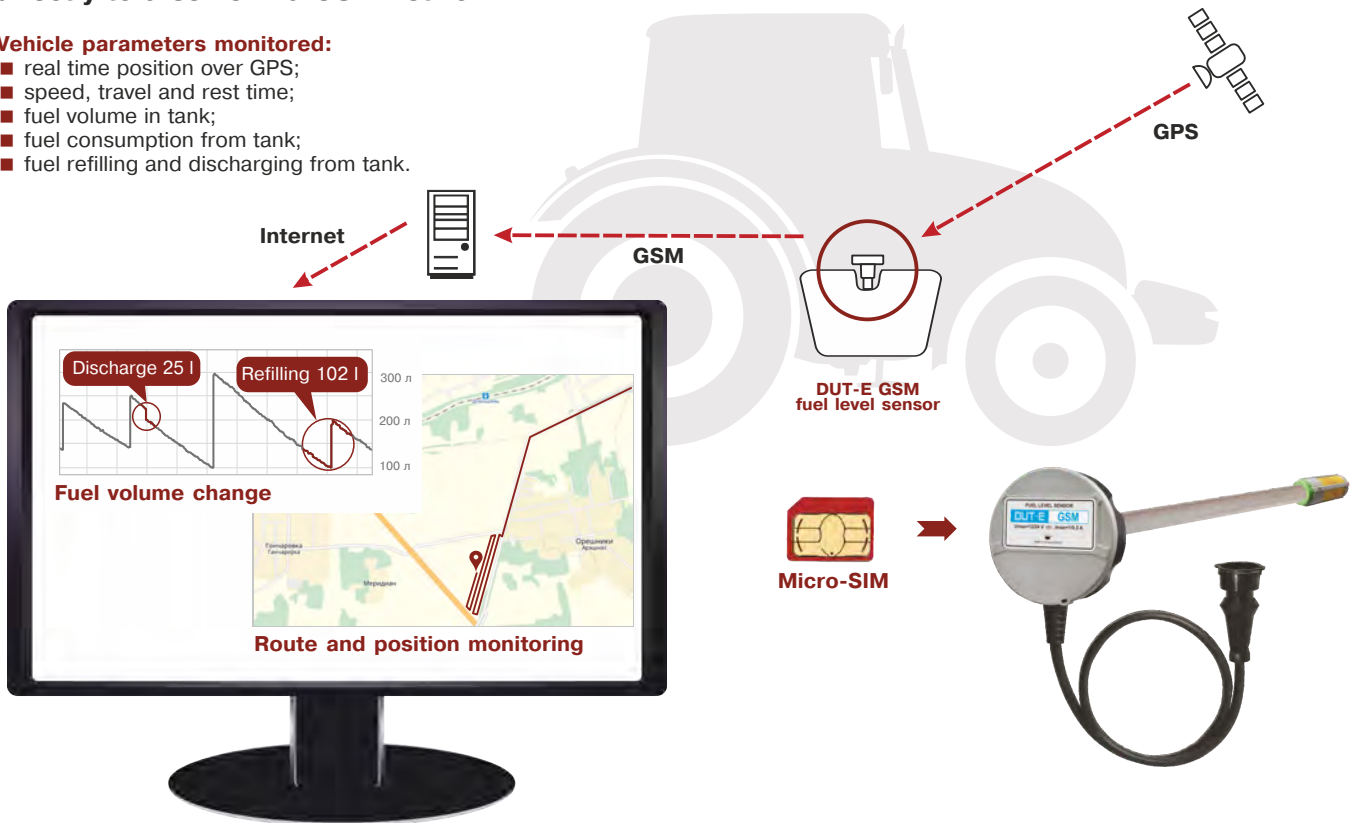 Vehicle parameters monitored:
real time position over GPS;
speed, travel and rest time;
fuel volume in tank;
fuel consumption from tank;
fuel refilling and discharging from tank.
GPS
Internet
GSM
DUT-E GSM
fuel level sensor
Discharge 25 l
Refilling 102 l
300 л
200 л
100 л
Fuel volume change
Гончаровка
Ганчарівка
Меридиан
Орешники
Route and position monitoring
Micro-SIM
FUEL LEVEL SENSOR
DUT-E GSM